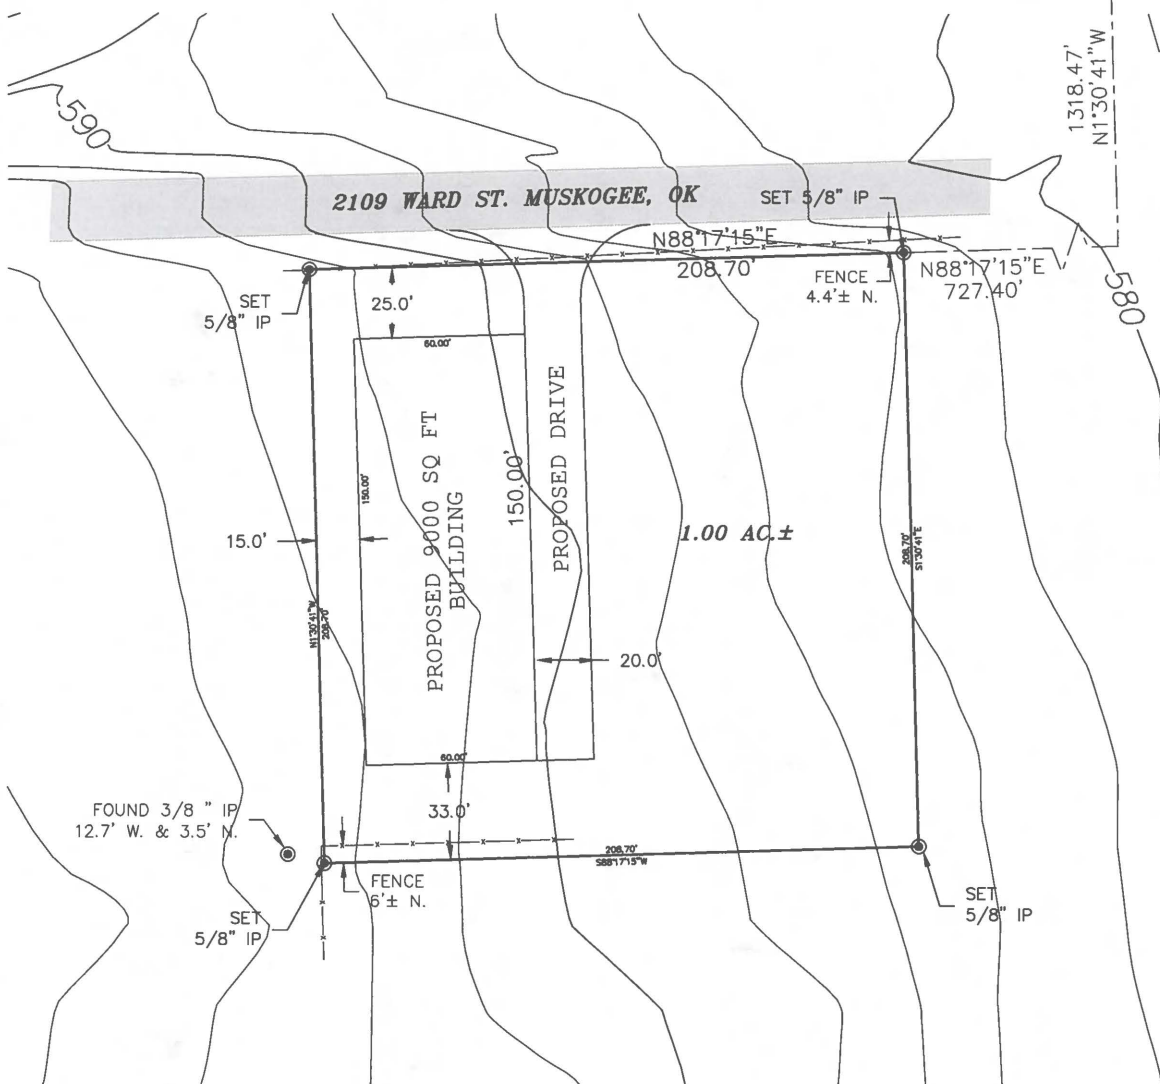 1318.47'
N1°30'41"W
590
2109 WARD ST. MUSKOGEE, OK
SET 5/8" IP
N88°17'15"E
208.70'
FENCE
4.4'± N.
N88°17'15"E
727.40'
580
SET
5/8" IP
25.0'
60.00'
PROPOSED 9000 SQ FT
BUILDING
150.00'
150.00'
PROPOSED DRIVE
15.0'
1.00 AC.±
208.70'
S1°30'41"E
N1°30'41"W
208.70'
20.0'
60.00'
33.0'
FOUND 3/8 " IP
12.7' W. & 3.5' N.
208.70'
S88°17'15"W
FENCE
6'± N.
SET
5/8" IP
SET
5/8" IP